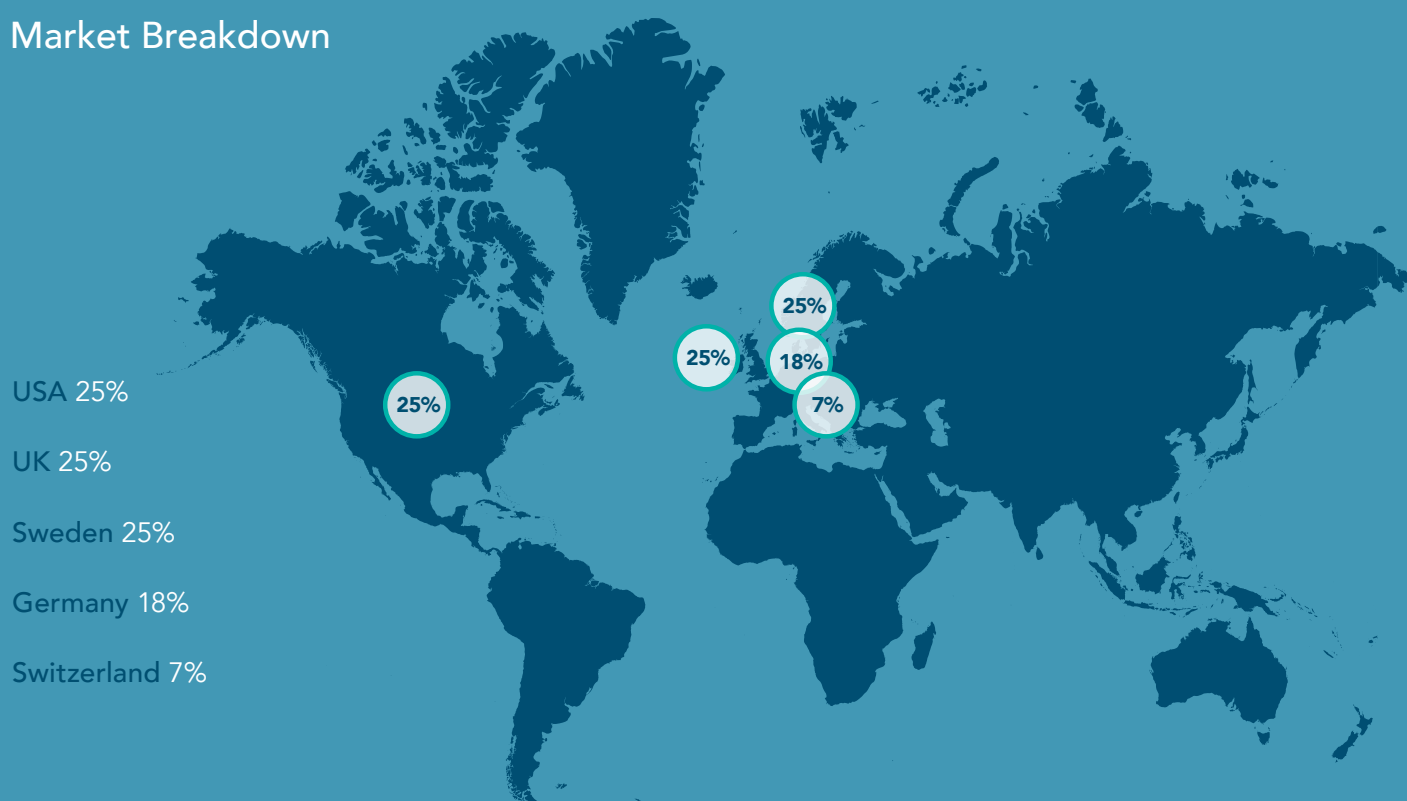 Market Breakdown
25%
25%
18%
25%
7%
USA 25%
UK 25%
Sweden 25%
Germany 18%
Switzerland 7%